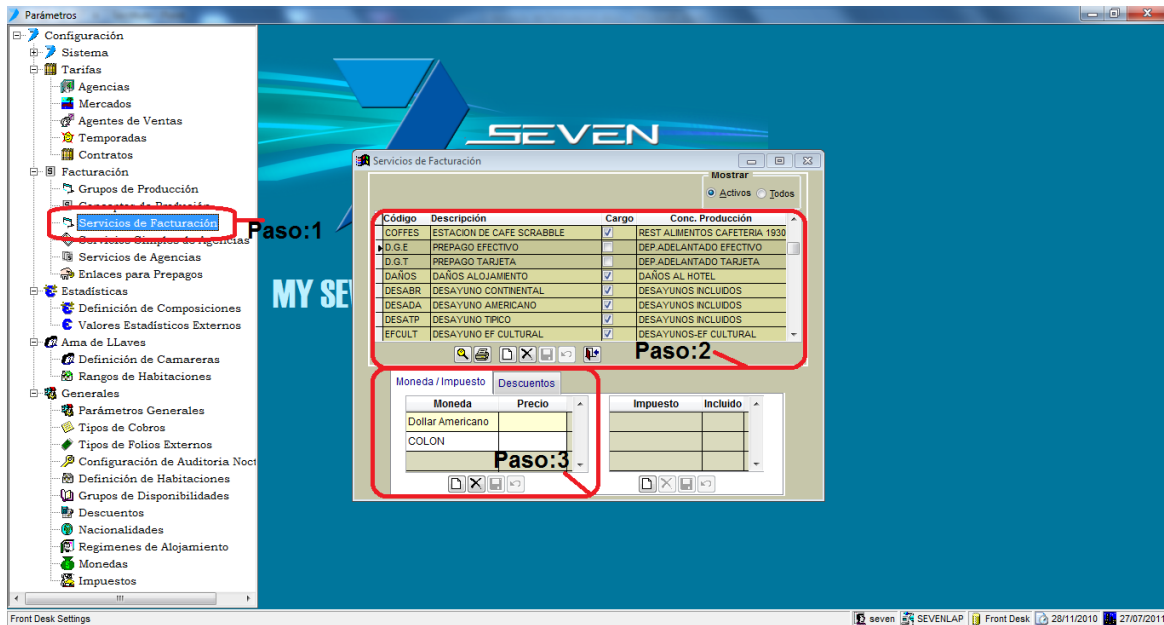 Parámetros
Configuración
Sistema
Tarifas
Agencias
Mercados
Agentes de Ventas
Temporadas
Contratos
Facturación
Grupos de Producción
Conceptos de Produción
Servicios de Facturación
Servicios Simples de Agencias
Servicios de Agencias
Enlaces para Prepagos
Estadísticas
Definición de Composiciones
Valores Estadísticos Externos
Ama de LLaves
Definición de Camareras
Rangos de Habitaciones
Generales
Parámetros Generales
Tipos de Cobros
Tipos de Folios Externos
Configuración de Auditoria Noct
Definición de Habitaciones
Grupos de Disponibilidades
Descuentos
Nacionalidades
Regimenes de Alojamiento
Monedas
Impuestos
Paso:1
SEVEN
MY SE
Servicios de Facturación
Mostrar
Activos Todos
Código Descripción Cargo Conc. Producción
COFFES ESTACION DE CAFE SCRABBLE REST ALIMENTOS CAFETERIA 1930
D.G.E PREPAGO EFECTIVO DEP.ADELANTADO EFECTIVO
D.G.T PREPAGO TARJETA DEP.ADELANTADO TARJETA
DAÑOS DAÑOS ALOJAMIENTO DAÑOS AL HOTEL
DESABR DESAYUNO CONTINENTAL DESAYUNOS INCLUIDOS
DESADA DESAYUNO AMERICANO DESAYUNOS INCLUIDOS
DESATP DESAYUNO TIPICO DESAYUNOS INCLUIDOS
EFCULT DESAYUNO EF CULTURAL DESAYUNOS-EF CULTURAL
Paso:2
Moneda / Impuesto Descuentos
Moneda Precio
Dollar Americano
COLON
Paso:3
Impuesto Incluido
Front Desk Settings
seven SEVENLAP Front Desk 28/11/2010 27/07/2011